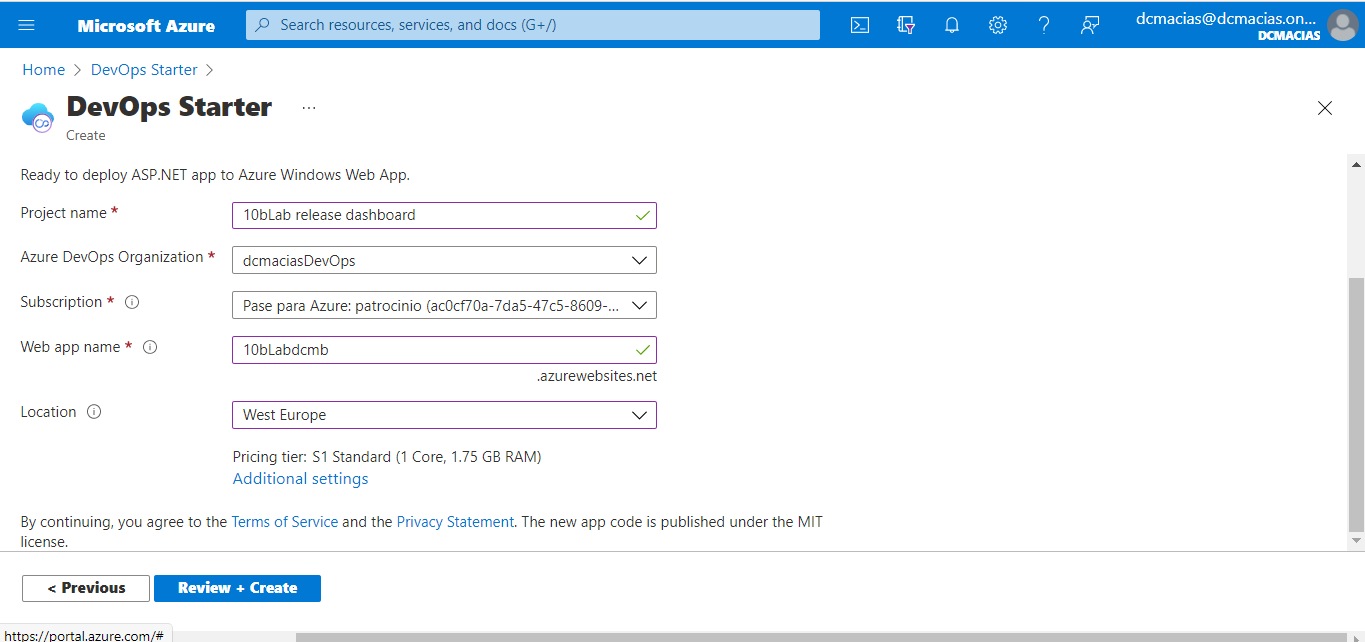 Microsoft Azure
Search resources, services, and docs (G+/)
dcmacias@dcmacias.on...
DCMACIAS
Home > DevOps Starter >
DevOps Starter ...
Create
Ready to deploy ASP.NET app to Azure Windows Web App.
Project name *
10bLab release dashboard
Azure DevOps Organization *
dcmaciasDevOps
Subscription *
Pase para Azure: patrocinio (ac0cf70a-7da5-47c5-8609-...
Web app name *
10bLabdcmb
.azurewebsites.net
Location
West Europe
Pricing tier: S1 Standard (1 Core, 1.75 GB RAM)
Additional settings
By continuing, you agree to the Terms of Service and the Privacy Statement. The new app code is published under the MIT
license.
< Previous
Review + Create
https://portal.azure.com/#